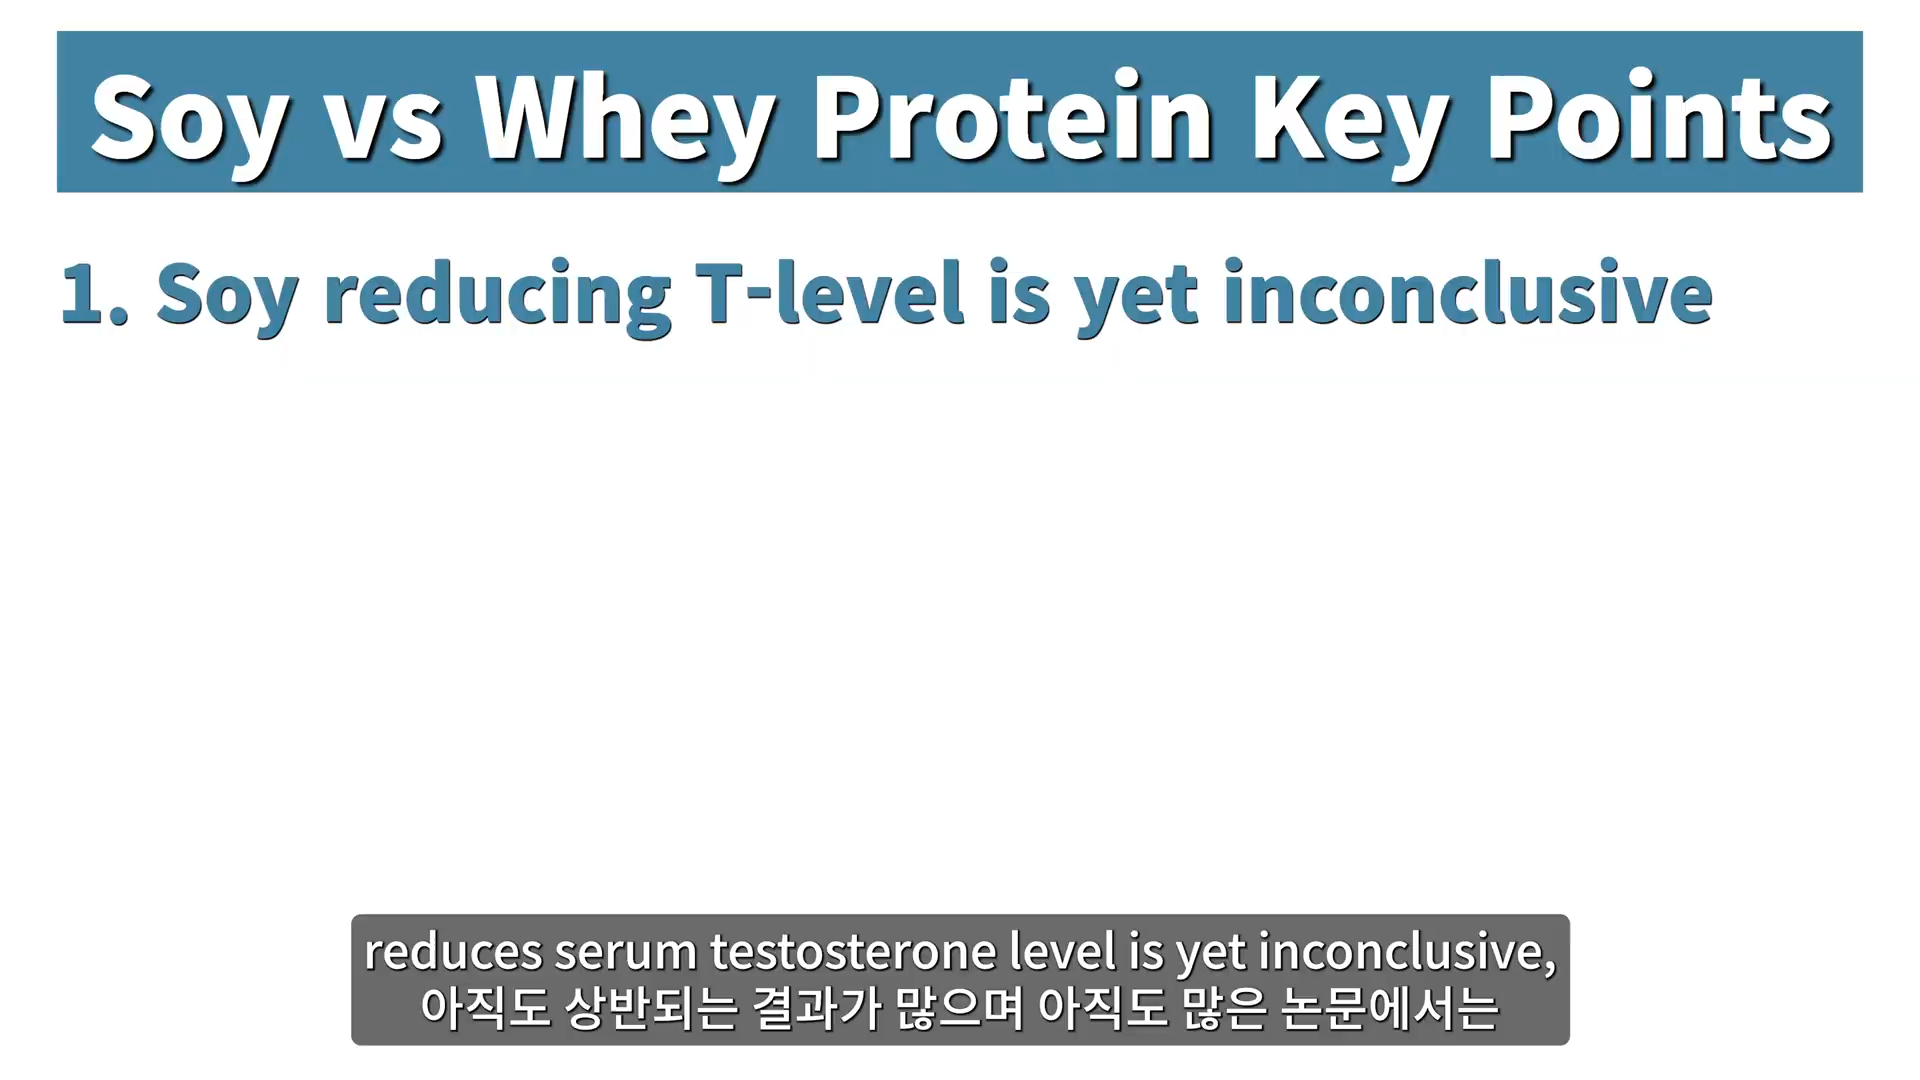 Soy vs Whey Protein Key Points
1. Soy reducing T-level is yet inconclusive
reduces serum testosterone level is yet inconclusive,
아직도 상반되는 결과가 많으며 아직도 많은 논문에서는